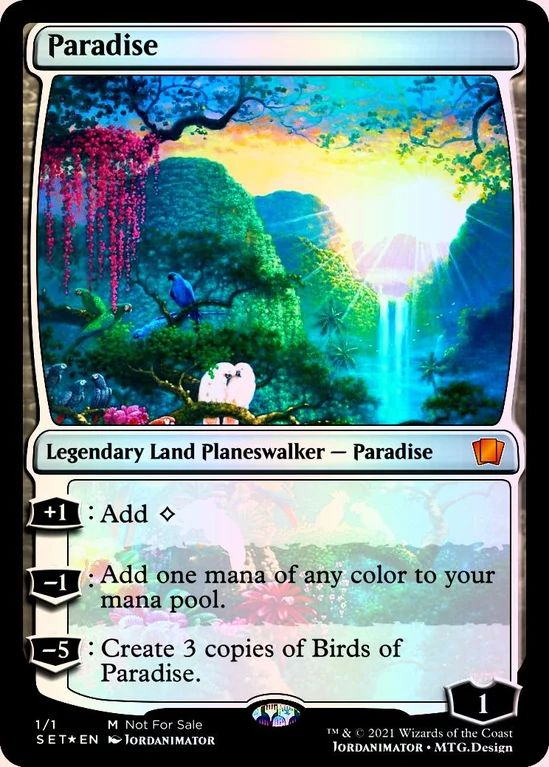 Paradise
Legendary Land Planeswalker — Paradise
+1 : Add
−1 : Add one mana of any color to your
mana pool.
−5 : Create 3 copies of Birds of
Paradise.
1
1/1 M Not For Sale
SET★EN JORDANIMATOR
™ & © 2021 Wizards of the Coast
JORDANIMATOR • MTG.Design